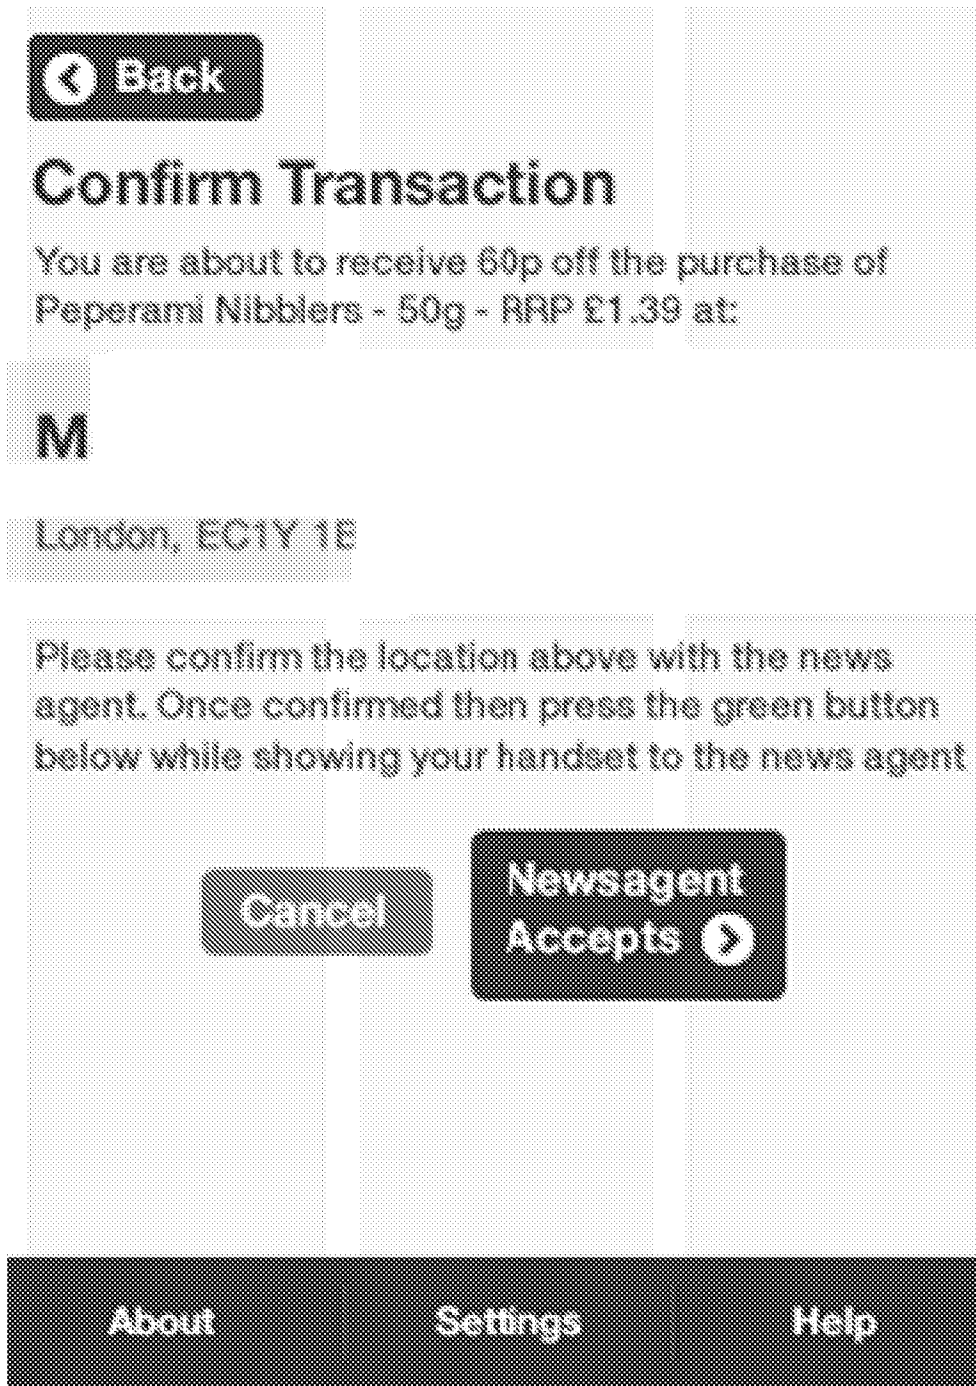 Back
Confirm Transaction
You are about to receive 60p off the purchase of
Peperami Nibblers - 50g - RRP £1.39 at:
M
London, EC1Y 1
Please confirm the location above with the news
agent. Once confirmed then press the green button
below while showing your handset to the news agent
Cancel
Newsagent
Accepts
About
Settings
Help